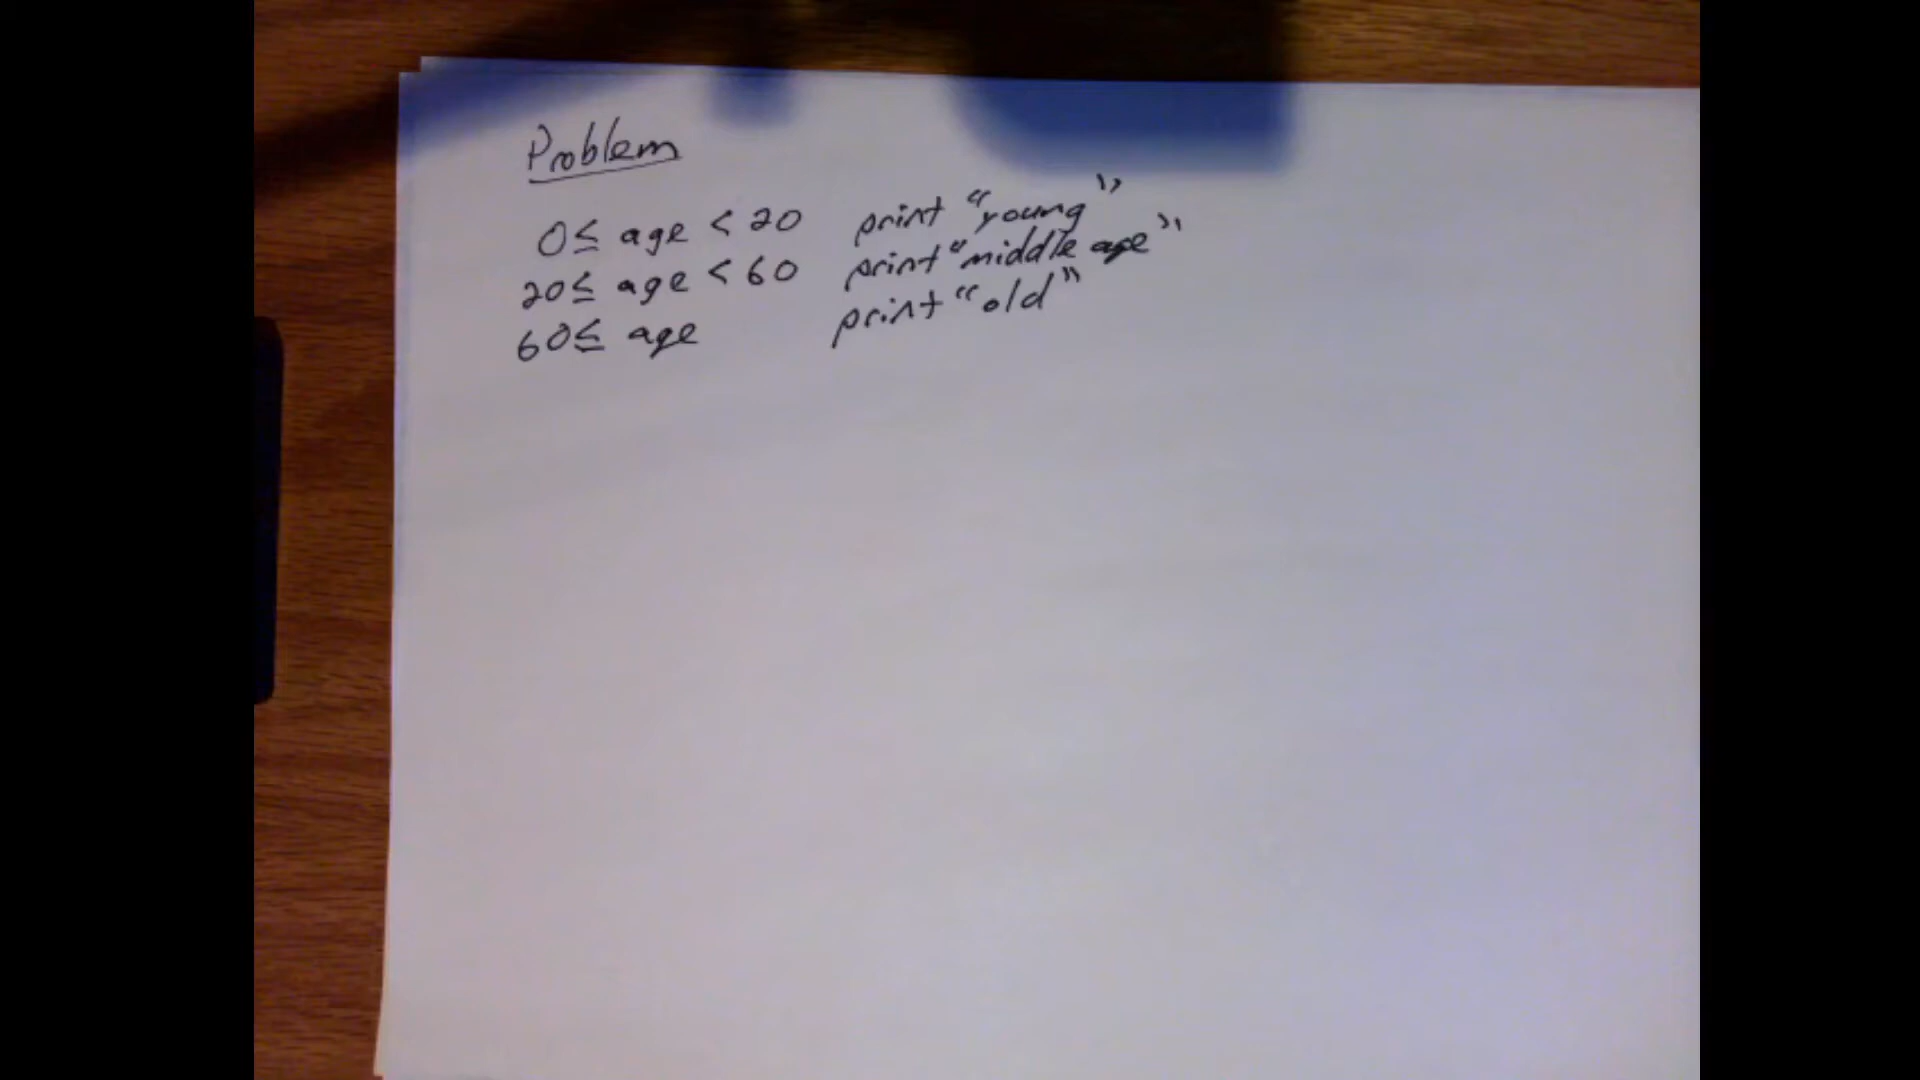 Problem
0≤ age < 20 print "young"
20≤ age < 60 print "middle age"
60≤ age print "old"